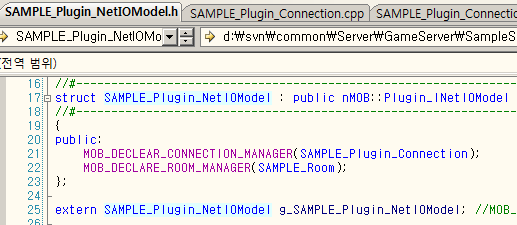 SAMPLE_Plugin_NetIOModel.h SAMPLE_Plugin_Connection.cpp SAMPLE_Plugin_Connectio
SAMPLE_Plugin_NetIOMo d:₩svn₩common₩Server₩GameServer₩SampleS
(전역 범위)
16 //#----------------------------------------------------------
17 struct SAMPLE_Plugin_NetIOModel : public nMOB::Plugin_INetIOModel
18 //#----------------------------------------------------------
19 {
20 public:
21 MOB_DECLEAR_CONNECTION_MANAGER(SAMPLE_Plugin_Connection);
22 MOB_DECLARE_ROOM_MANAGER(SAMPLE_Room);
23 };
24
25 extern SAMPLE_Plugin_NetIOModel g_SAMPLE_Plugin_NetIOModel; //MOB_
26